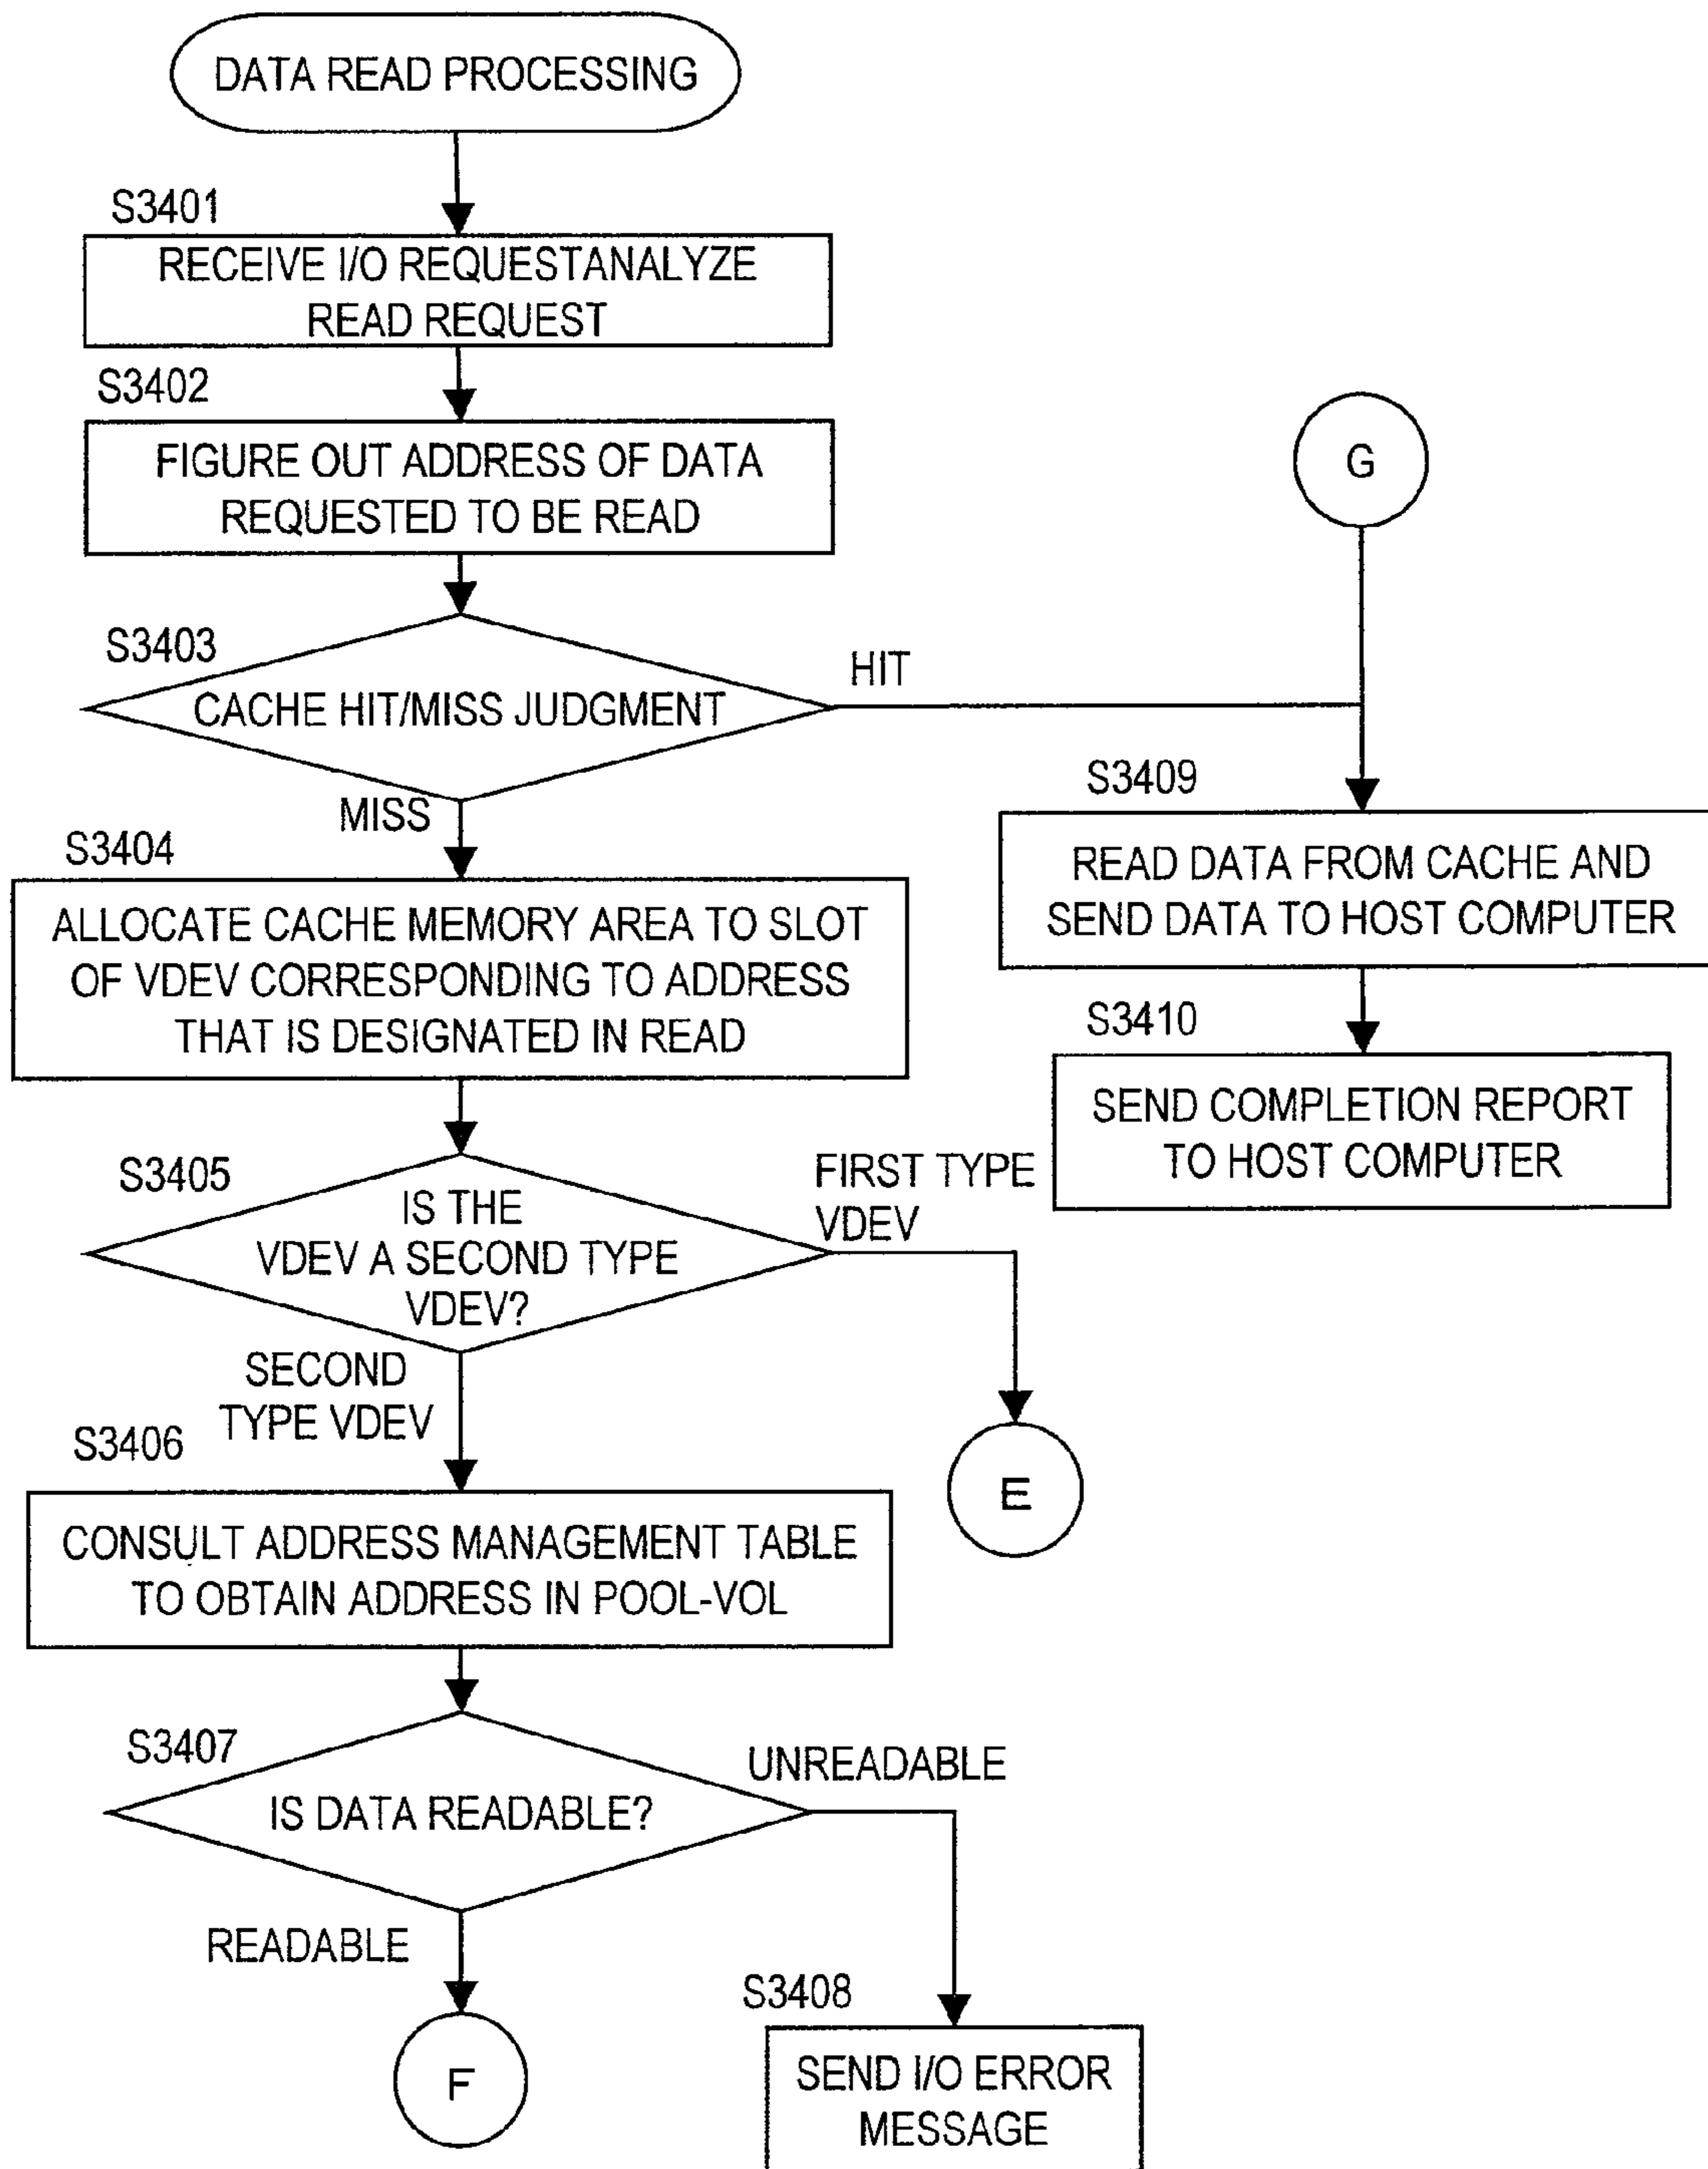 DATA READ PROCESSING
S3401
RECEIVE I/O REQUESTANALYZE
READ REQUEST
S3402
FIGURE OUT ADDRESS OF DATA
REQUESTED TO BE READ
G
S3403
CACHE HIT/MISS JUDGMENT
HIT
MISS
S3409
READ DATA FROM CACHE AND
SEND DATA TO HOST COMPUTER
S3404
ALLOCATE CACHE MEMORY AREA TO SLOT
OF VDEV CORRESPONDING TO ADDRESS
THAT IS DESIGNATED IN READ
S3410
SEND COMPLETION REPORT
TO HOST COMPUTER
S3405
IS THE
VDEV A SECOND TYPE
VDEV?
FIRST TYPE
VDEV
SECOND
TYPE VDEV
E
S3406
CONSULT ADDRESS MANAGEMENT TABLE
TO OBTAIN ADDRESS IN POOL-VOL
S3407
IS DATA READABLE?
UNREADABLE
READABLE
F
S3408
SEND I/O ERROR
MESSAGE